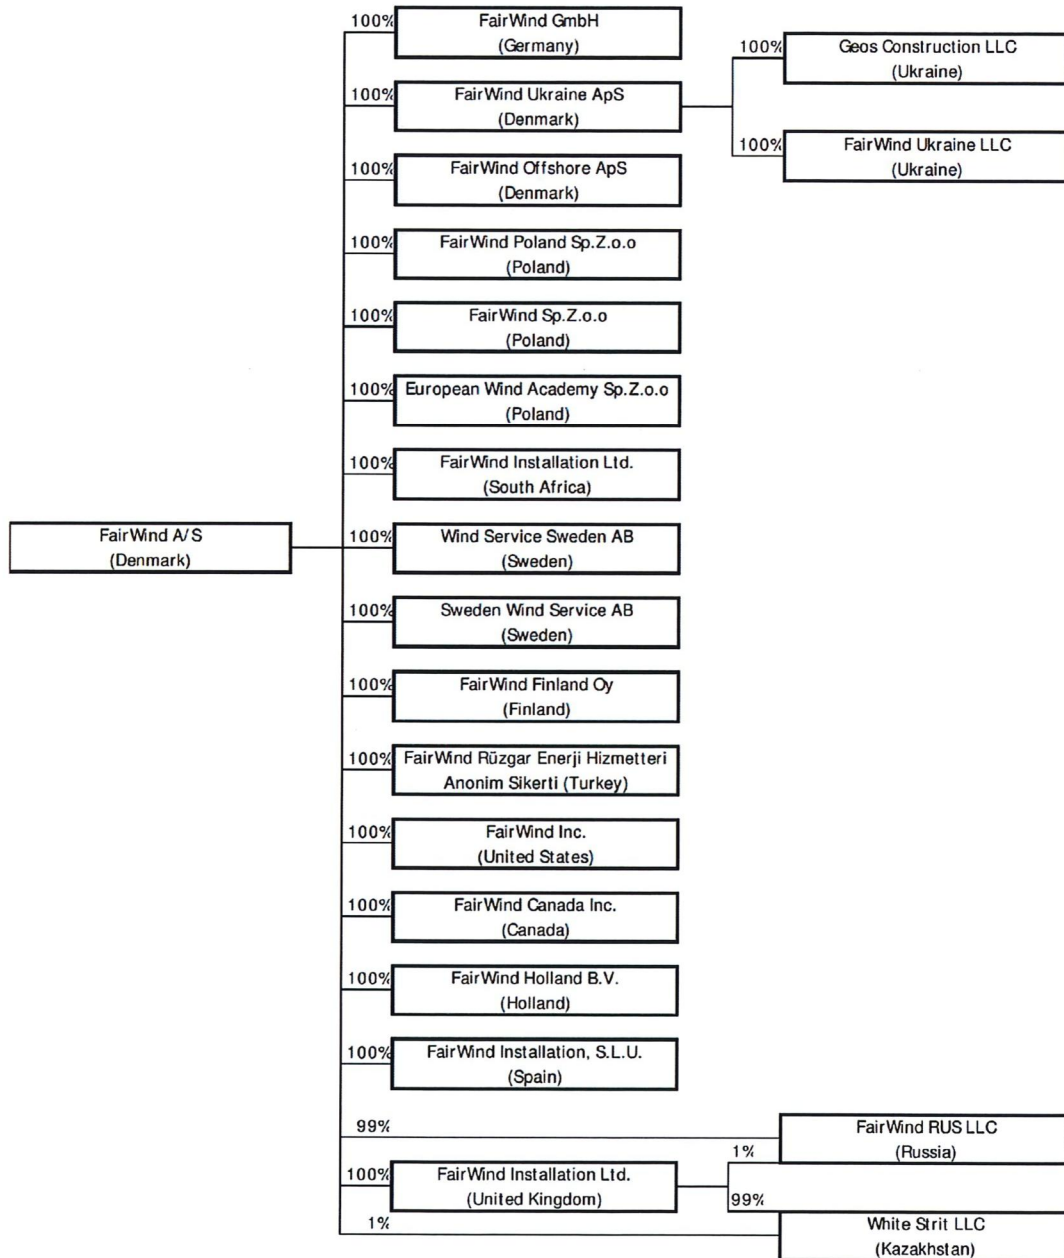 100%
FairWind GmbH
(Germany)
100%
Geos Construction LLC
(Ukraine)
100%
FairWind Ukraine ApS
(Denmark)
100%
FairWind Ukraine LLC
(Ukraine)
100%
FairWind Offshore ApS
(Denmark)
100%
FairWind Poland Sp.Z.o.o
(Poland)
100%
FairWind Sp.Z.o.o
(Poland)
100%
European Wind Academy Sp.Z.o.o
(Poland)
100%
FairWind Installation Ltd.
(South Africa)
FairWind A/S
(Denmark)
100%
Wind Service Sweden AB
(Sweden)
100%
Sweden Wind Service AB
(Sweden)
100%
FairWind Finland Oy
(Finland)
100%
FairWind Rüzgar Enerji Hizmetteri
Anonim Sikerti (Turkey)
100%
FairWind Inc.
(United States)
100%
FairWind Canada Inc.
(Canada)
100%
FairWind Holland B.V.
(Holland)
100%
FairWind Installation, S.L.U.
(Spain)
99%
FairWind RUS LLC
(Russia)
1%
100%
FairWind Installation Ltd.
(United Kingdom)
99%
1%
White Strit LLC
(Kazakhstan)